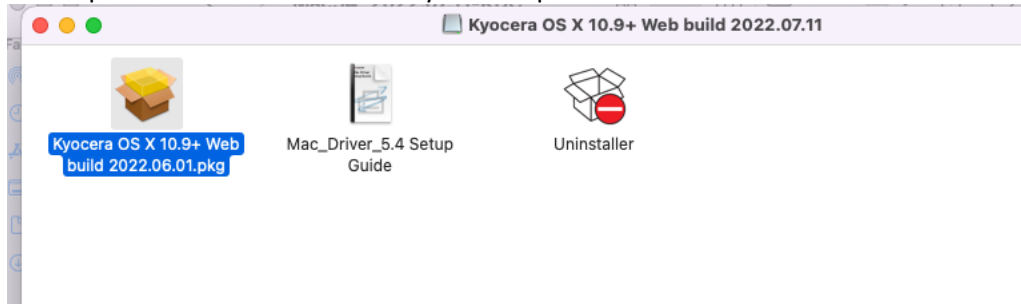 Kyocera OS X 10.9+ Web build 2022.07.11
Kyocera OS X 10.9+ Web
build 2022.06.01.pkg
Mac_Driver_5.4 Setup
Guide
Uninstaller